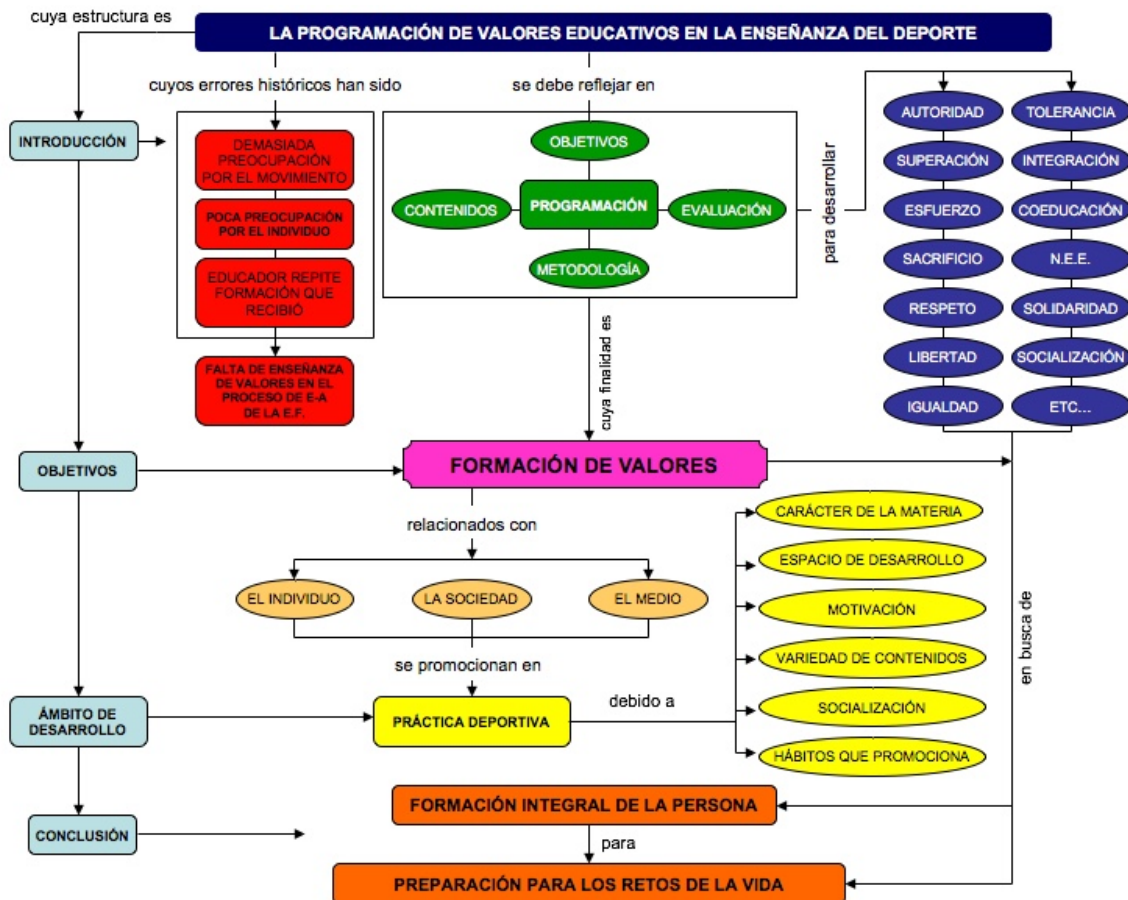 cuya estructura es
LA PROGRAMACIÓN DE VALORES EDUCATIVOS EN LA ENSEÑANZA DEL DEPORTE
cuyos errores históricos han sido
se debe reflejar en
INTRODUCCIÓN
DEMASIADA
PREOCUPACIÓN
POR EL MOVIMIENTO
POCA PREOCUPACIÓN
POR EL INDIVIDUO
EDUCADOR REPITE
FORMACIÓN QUE
RECIBIÓ
FALTA DE ENSEÑANZA
DE VALORES EN EL
PROCESO DE E-A
DE LA E.F.
OBJETIVOS
CONTENIDOS
PROGRAMACIÓN
EVALUACIÓN
METODOLOGÍA
para desarrollar
AUTORIDAD
SUPERACIÓN
ESFUERZO
SACRIFICIO
RESPETO
LIBERTAD
IGUALDAD
TOLERANCIA
INTEGRACIÓN
COEDUCACIÓN
N.E.E.
SOLIDARIDAD
SOCIALIZACIÓN
ETC...
cuya finalidad es
OBJETIVOS
FORMACIÓN DE VALORES
relacionados con
EL INDIVIDUO
LA SOCIEDAD
EL MEDIO
se promocionan en
ÁMBITO DE
DESARROLLO
PRÁCTICA DEPORTIVA
debido a
CARÁCTER DE LA MATERIA
ESPACIO DE DESARROLLO
MOTIVACIÓN
VARIEDAD DE CONTENIDOS
SOCIALIZACIÓN
HÁBITOS QUE PROMOCIONA
en busca de
CONCLUSIÓN
FORMACIÓN INTEGRAL DE LA PERSONA
para
PREPARACIÓN PARA LOS RETOS DE LA VIDA